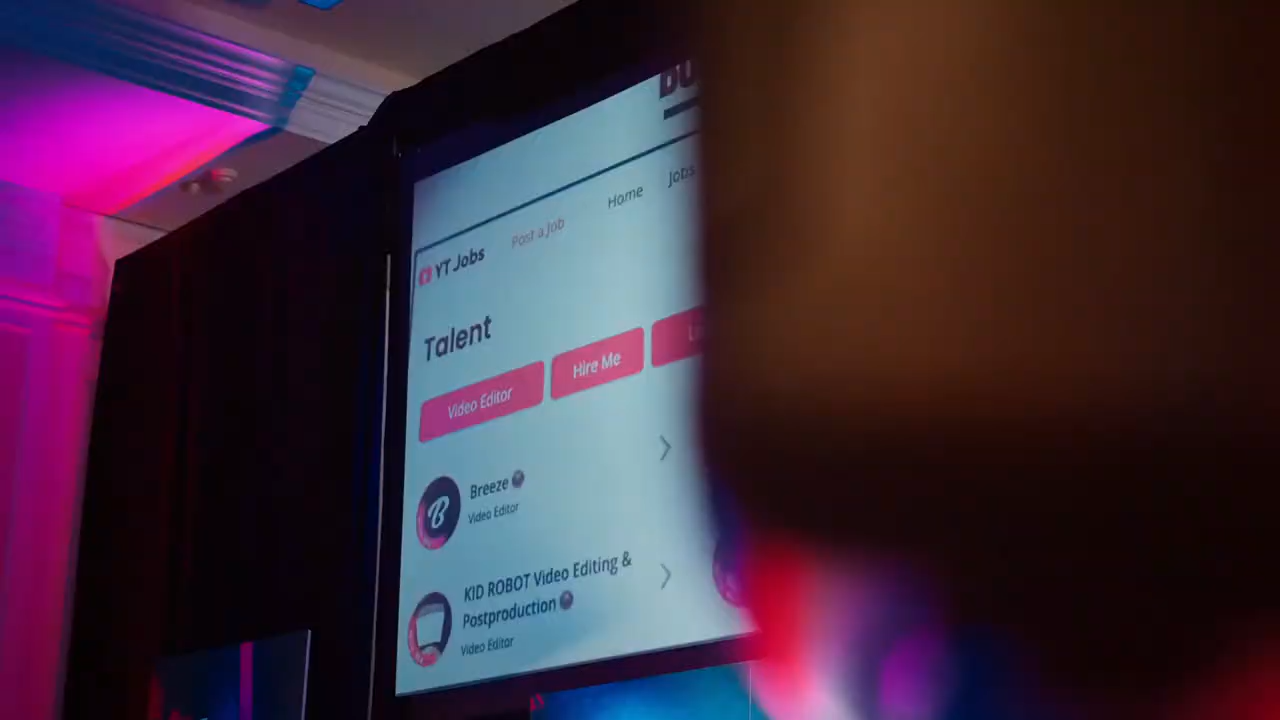 Home
Jobs
YT Jobs
Post a Job
Talent
Video Editor
Hire Me
Breeze
Video Editor
KID ROBOT Video Editing &
Postproduction
Video Editor